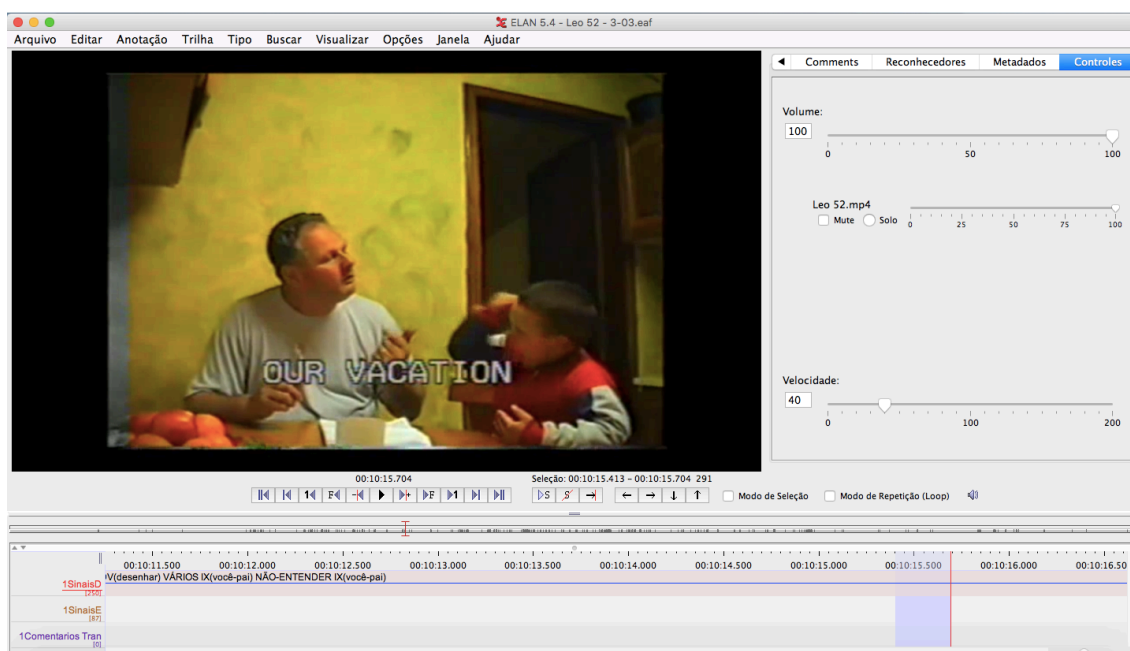 ELAN 5.4 - Leo 52 - 3-03.eaf
Arquivo Editar Anotação Trilha Tipo Buscar Visualizar Opções Janela Ajudar
Comments Reconhecedores Metadados Controles
Volume:
100
0 50 100
Leo 52.mp4
Mute Solo 0 25 50 75 100
OUR VACATION
Velocidade:
40
0 100 200
00:10:15.704 Seleção: 00:10:15.413 - 00:10:15.704 291
1 F F 1 S S Modo de Seleção Modo de Repetição (Loop)
00:10:11.500 00:10:12.000 00:10:12.500 00:10:13.000 00:10:13.500 00:10:14.000 00:10:14.500 00:10:15.000 00:10:15.500 00:10:16.000 00:10:16.50
V(desenhar) VÁRIOS IX(você-pai) NÃO-ENTENDER IX(você-pai)
1SinaisD
[250]
1SinaisE
[87]
1Comentarios Tran
[0]